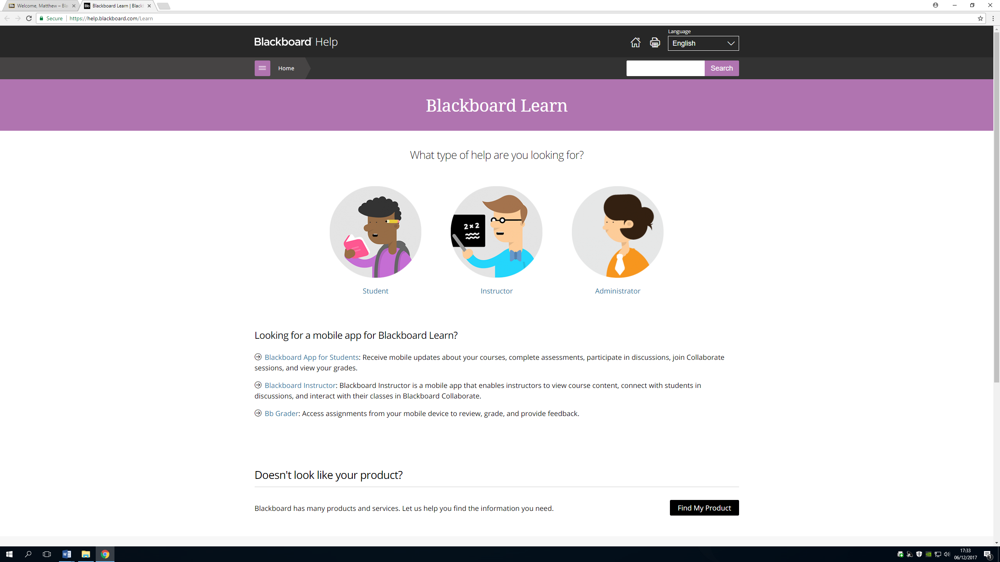 Welcome, Matthew – Bla
Blackboard Learn | Blackb
Secure https://help.blackboard.com/Learn
Language
Blackboard Help
English
Home
Search
Blackboard Learn
What type of help are you looking for?
2 × 2
Student
Instructor
Administrator
Looking for a mobile app for Blackboard Learn?
Blackboard App for Students: Receive mobile updates about your courses, complete assessments, participate in discussions, join Collaborate
sessions, and view your grades.
Blackboard Instructor: Blackboard Instructor is a mobile app that enables instructors to view course content, connect with students in
discussions, and interact with their classes in Blackboard Collaborate.
Bb Grader: Access assignments from your mobile device to review, grade, and provide feedback.
Doesn't look like your product?
Blackboard has many products and services. Let us help you find the information you need.
Find My Product
17:33
06/12/2017
1